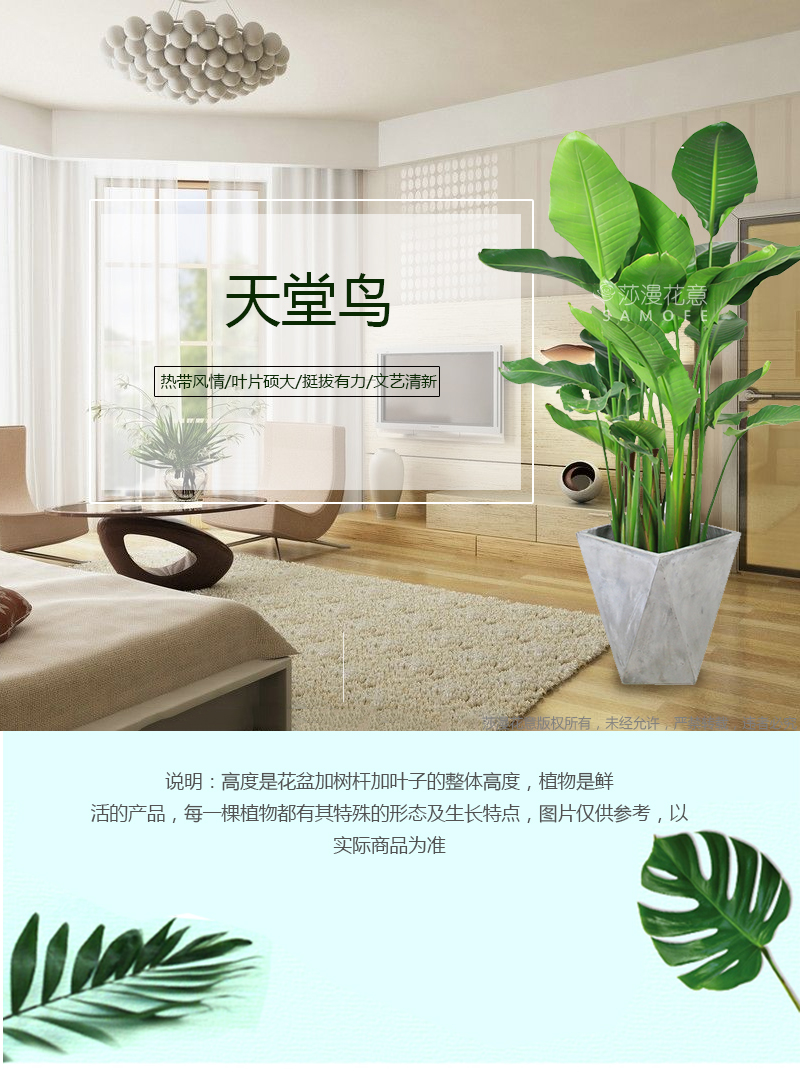 天堂鸟
热带风情/叶片硕大/挺拔有力/文艺清新
莎漫花意
SAMOFE
版权所有，未经允许，严
说明：高度是花盆加树杆加叶子的整体高度，植物是鲜
活的产品，每一棵植物都有其特殊的形态及生长特点，图片仅供参考，以
实际商品为准